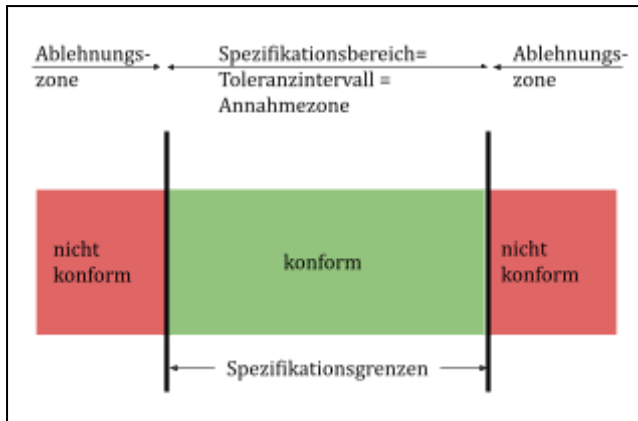 Ablehnungs-
zone
Spezifikationsbereich=
Toleranzintervall =
Annahmezone
Ablehnungs-
zone
nicht
konform
konform
nicht
konform
Spezifikationsgrenzen